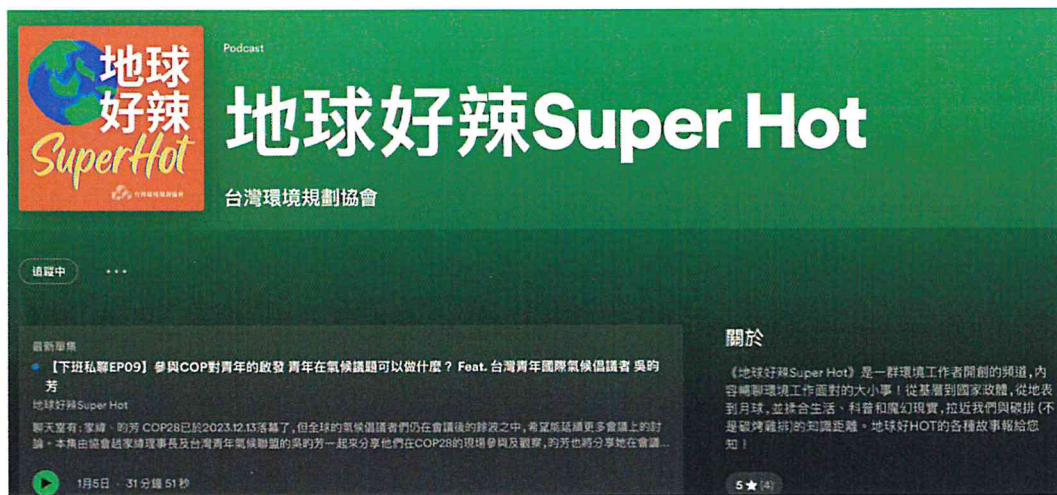 地球
好辣
SuperHot
台灣環境規劃協會
Podcast
地球好辣Super Hot
台灣環境規劃協會
追蹤中
最新單集
【下班私聊EP09】參與COP對青年的啟發 青年在氣候議題可以做什麼？ Feat. 台灣青年國際氣候倡議者 吳昀
芳
地球好辣Super Hot
聊天室有：家緯、昀芳 COP28已於2023.12.13落幕了，但全球的氣候倡議者們仍在會議後的餘波之中，希望能延續更多會議上的討
論。本集由協會趙家緯理事長及台灣青年氣候聯盟的吳昀芳一起來分享他們在COP28的現場參與及觀察，昀芳也將分享她在會議...
1月5日 · 31 分鐘 51 秒
關於
《地球好辣Super Hot》是一群環境工作者開創的頻道，內
容暢聊環境工作面對的大小事！從基層到國家政體，從地表
到月球，並揉合生活、科普和魔幻現實，拉近我們與碳排 (不
是碳烤雞排)的知識距離。地球好HOT的各種故事報給您
知！
5 ★ (4)